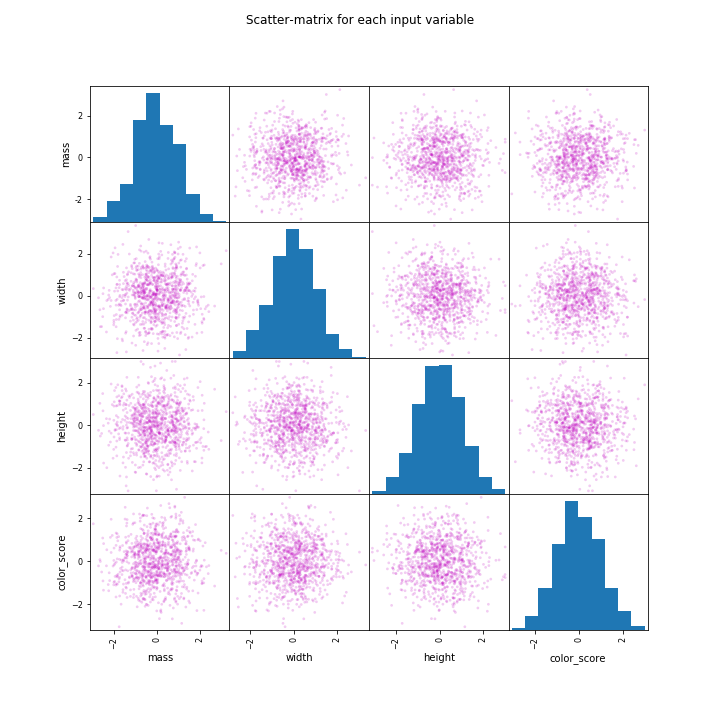 Scatter-matrix for each input variable
mass
2
0
−2
width
2
0
−2
height
2
0
−2
color_score
2
0
−2
−2 0 2 −2 0 2 −2 0 2 −2 0 2
mass width height color_score